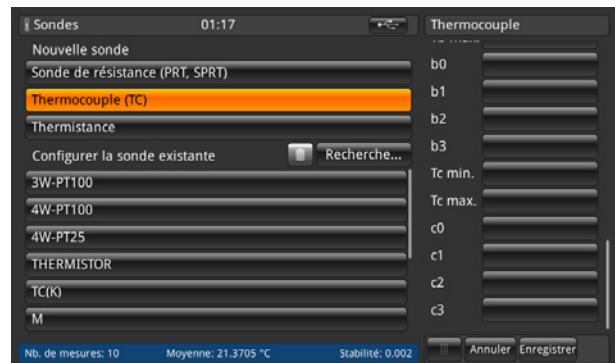 Sondes 01:17
Nouvelle sonde
Sonde de résistance (PRT, SPRT)
Thermocouple (TC)
Thermistance
Configurer la sonde existante Recherche...
3W-PT100
4W-PT100
4W-PT25
THERMISTOR
TC(K)
M
Nb. de mesures: 10 Moyenne: 21.3705 °C Stabilité: 0.002
Thermocouple
b0
b1
b2
b3
Tc min.
Tc max.
c0
c1
c2
c3
Annuler Enregistrer